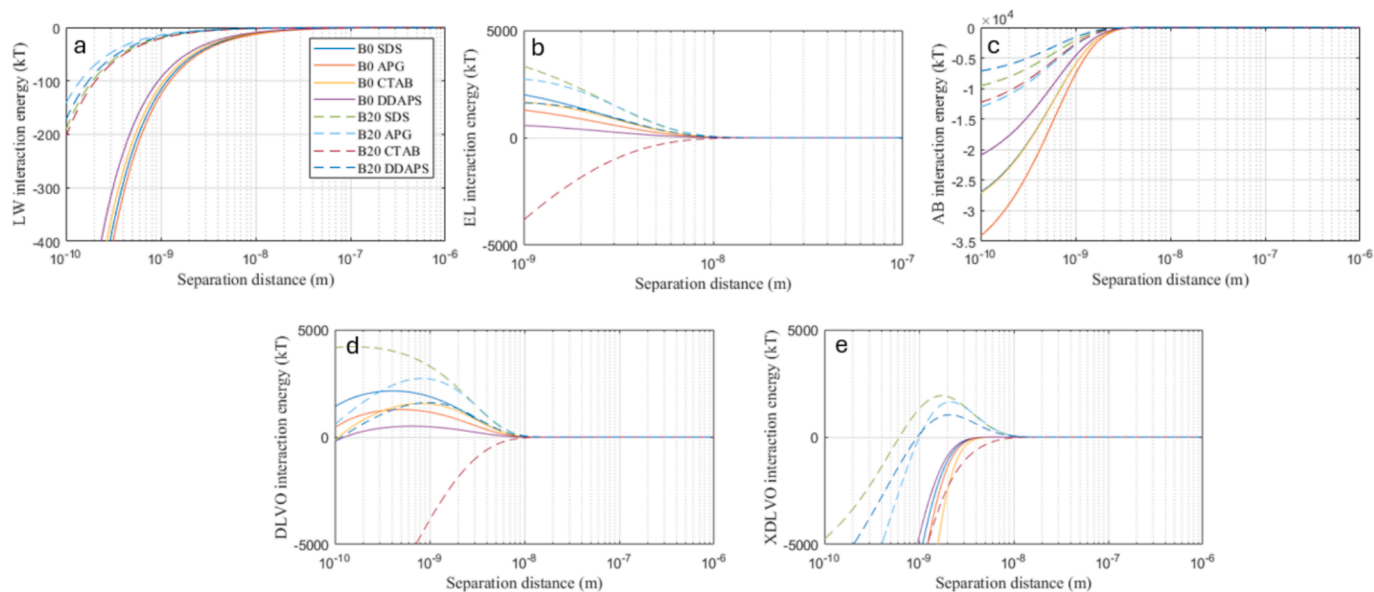 a
LW interaction energy (kT)
0
-100
-200
-300
-400
10-10
10-9
10-8
10-7
10-6
Separation distance (m)
B0 SDS
B0 APG
B0 CTAB
B0 DDAPS
B20 SDS
B20 APG
B20 CTAB
B20 DDAPS
b
EL interaction energy (kT)
5000
0
-5000
10-9
10-8
10-7
Separation distance (m)
c
× 104
AB interaction energy (kT)
0
-0.5
-1
-1.5
-2
-2.5
-3
-3.5
10-10
10-9
10-8
10-7
10-6
Separation distance (m)
d
DLVO interaction energy (kT)
5000
0
-5000
10-10
10-9
10-8
10-7
10-6
Separation distance (m)
e
XDLVO interaction energy (kT)
5000
0
-5000
10-10
10-9
10-8
10-7
10-6
Separation distance (m)